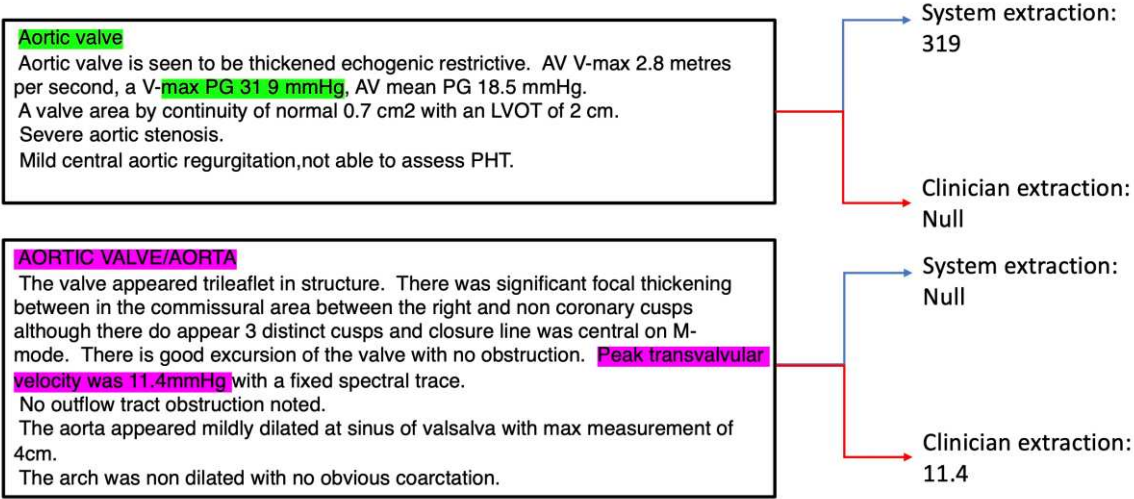 Aortic valve
Aortic valve is seen to be thickened echogenic restrictive. AV V-max 2.8 metres
per second, a V-max PG 31 9 mmHg, AV mean PG 18.5 mmHg.
A valve area by continuity of normal 0.7 cm2 with an LVOT of 2 cm.
Severe aortic stenosis.
Mild central aortic regurgitation,not able to assess PHT.
System extraction:
319
Clinician extraction:
Null
AORTIC VALVE/AORTA
The valve appeared trileaflet in structure. There was significant focal thickening
between in the commissural area between the right and non coronary cusps
although there do appear 3 distinct cusps and closure line was central on M-
mode. There is good excursion of the valve with no obstruction. Peak transvalvular
velocity was 11.4mmHg with a fixed spectral trace.
No outflow tract obstruction noted.
The aorta appeared mildly dilated at sinus of valsalva with max measurement of
4cm.
The arch was non dilated with no obvious coarctation.
System extraction:
Null
Clinician extraction:
11.4